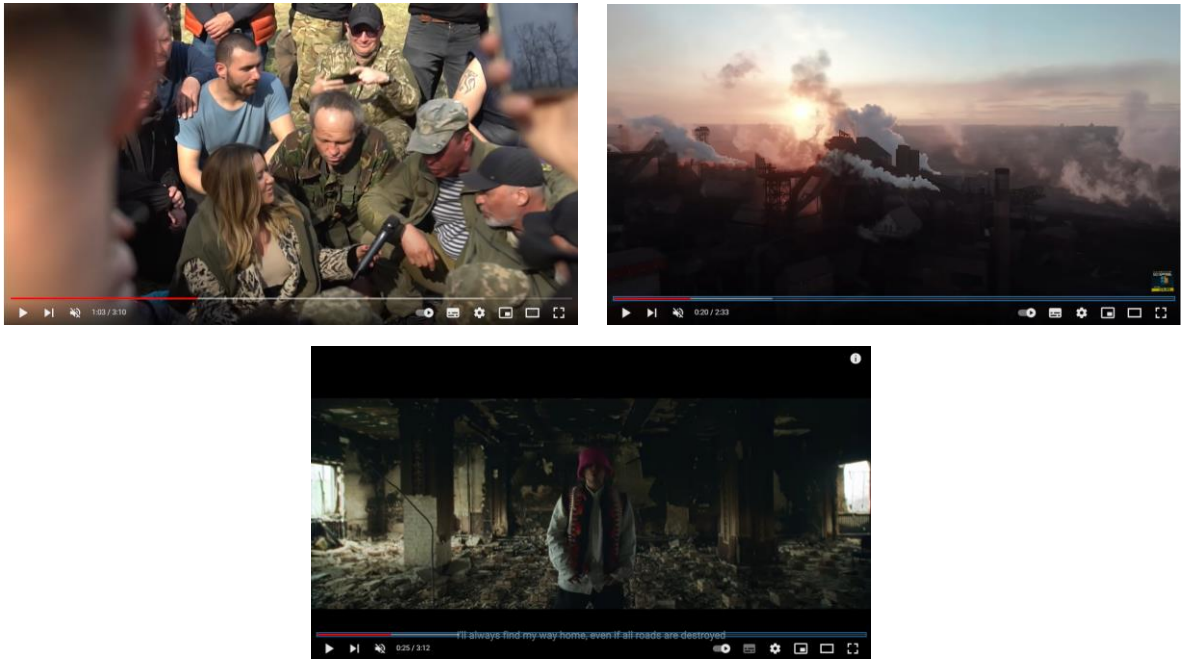 1:03 / 3:10
0:20 / 2:33
I'll always find my way home, even if all roads are destroyed
0:25 / 3:12